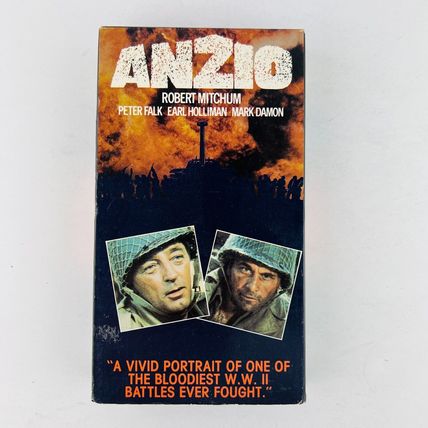 ANZIO
ROBERT MITCHUM
PETER FALK EARL HOLLIMAN MARK DAMON
"A VIVID PORTRAIT OF ONE OF
THE BLOODIEST W.W. II
BATTLES EVER FOUGHT."